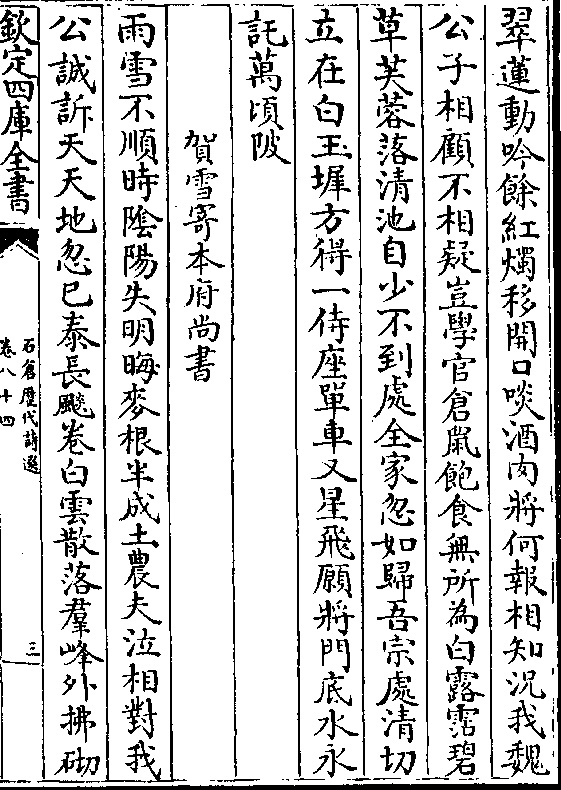 翠蓮動吟餘紅燭移開口啖酒肉將何報相知況我魏
公子相顧不相疑豈學官倉鼠飽食無所為白露霑碧
草芙蓉落清池自少不到處全家忽如歸吾宗處清切
立在白玉墀方得一侍座單車又星飛願將門底水永
託萬頃陂
賀雪寄本府尚書
雨雪不順時陰陽失明晦麥根半成土農夫泣相對我
公誠訴天天地忽已泰長飈卷白雲散落羣峰外拂砌
欽定四庫全書
石倉歷代詩選
卷八十四
三